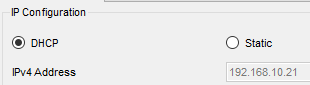 IP Configuration
DHCP Static
IPv4 Address 192.168.10.21